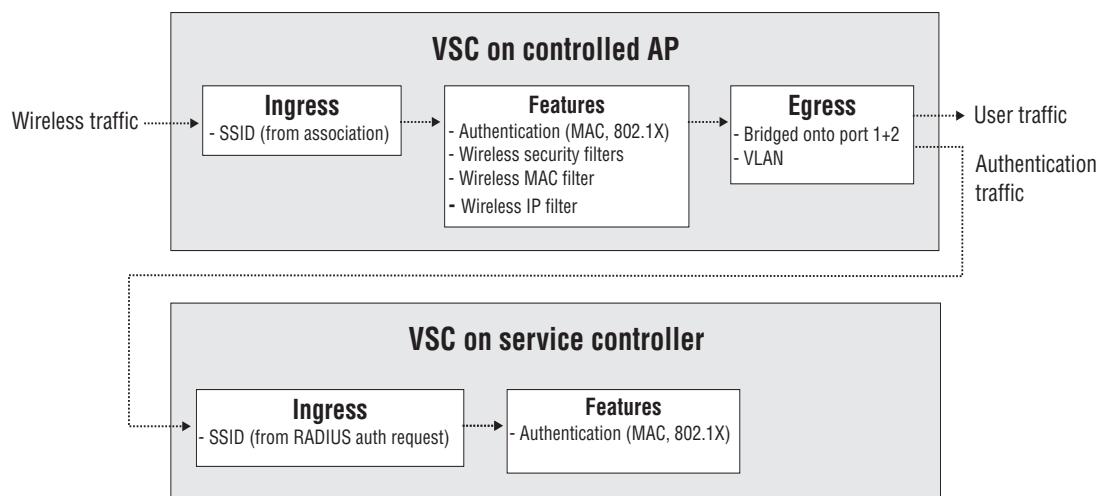 VSC on controlled AP
Wireless traffic
Ingress
- SSID (from association)
Features
- Authentication (MAC, 802.1X)
- Wireless security filters
- Wireless MAC filter
- Wireless IP filter
Egress
- Bridged onto port 1+2
- VLAN
User traffic
Authentication
traffic
VSC on service controller
Ingress
- SSID (from RADIUS auth request)
Features
- Authentication (MAC, 802.1X)